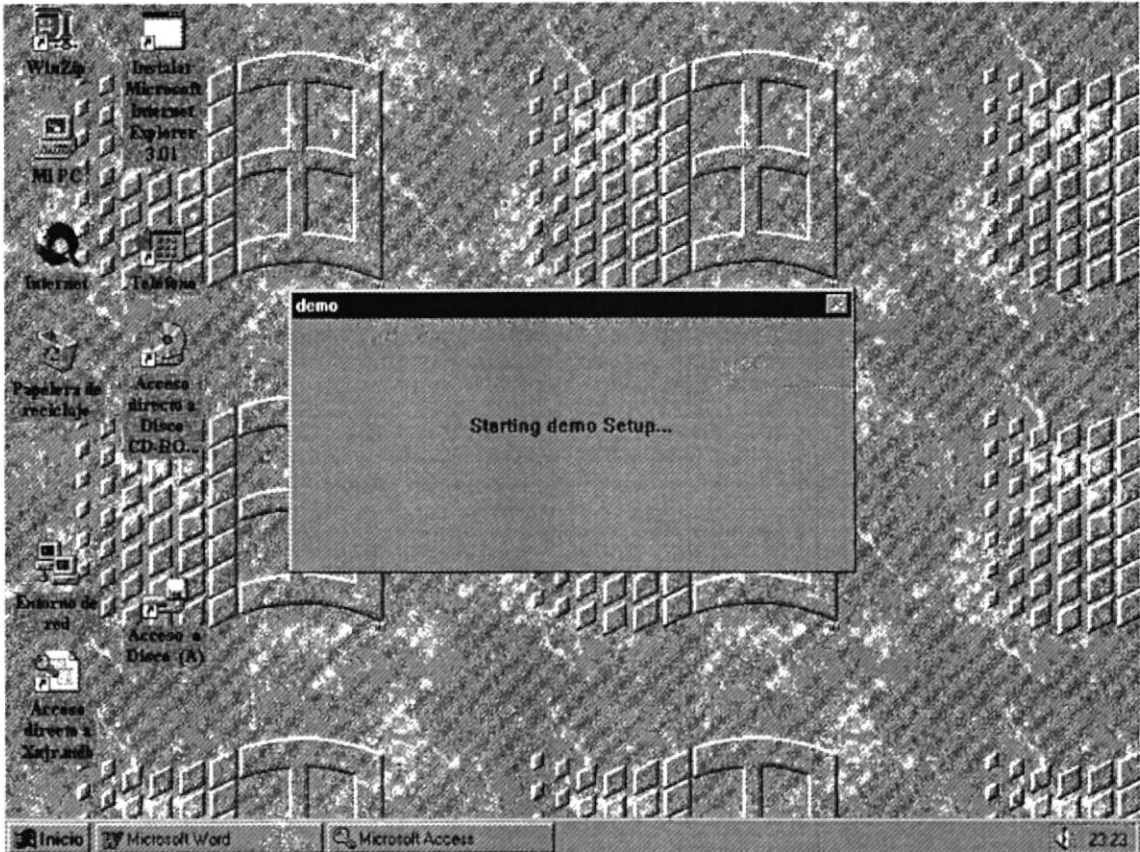 WinZip
Instalar
Microsoft
Internet
Explorer
3.01
MI PC
Internet
Teléfono
Papelera de
reciclaje
Acceso
directo a
Disco
CD-RO...
Entorno de
red
Acceso a
Disco (A)
Acceso
directo a
demo
Starting demo Setup...
Inicio
Microsoft Word
Microsoft Access
23:23